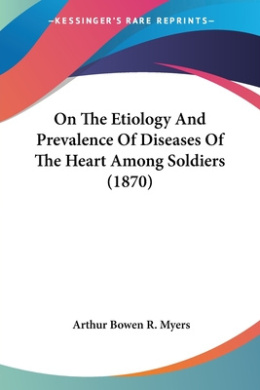 KESSINGER'S RARE REPRINTS
On The Etiology And
Prevalence Of Diseases Of
The Heart Among Soldiers
(1870)
Arthur Bowen R. Myers